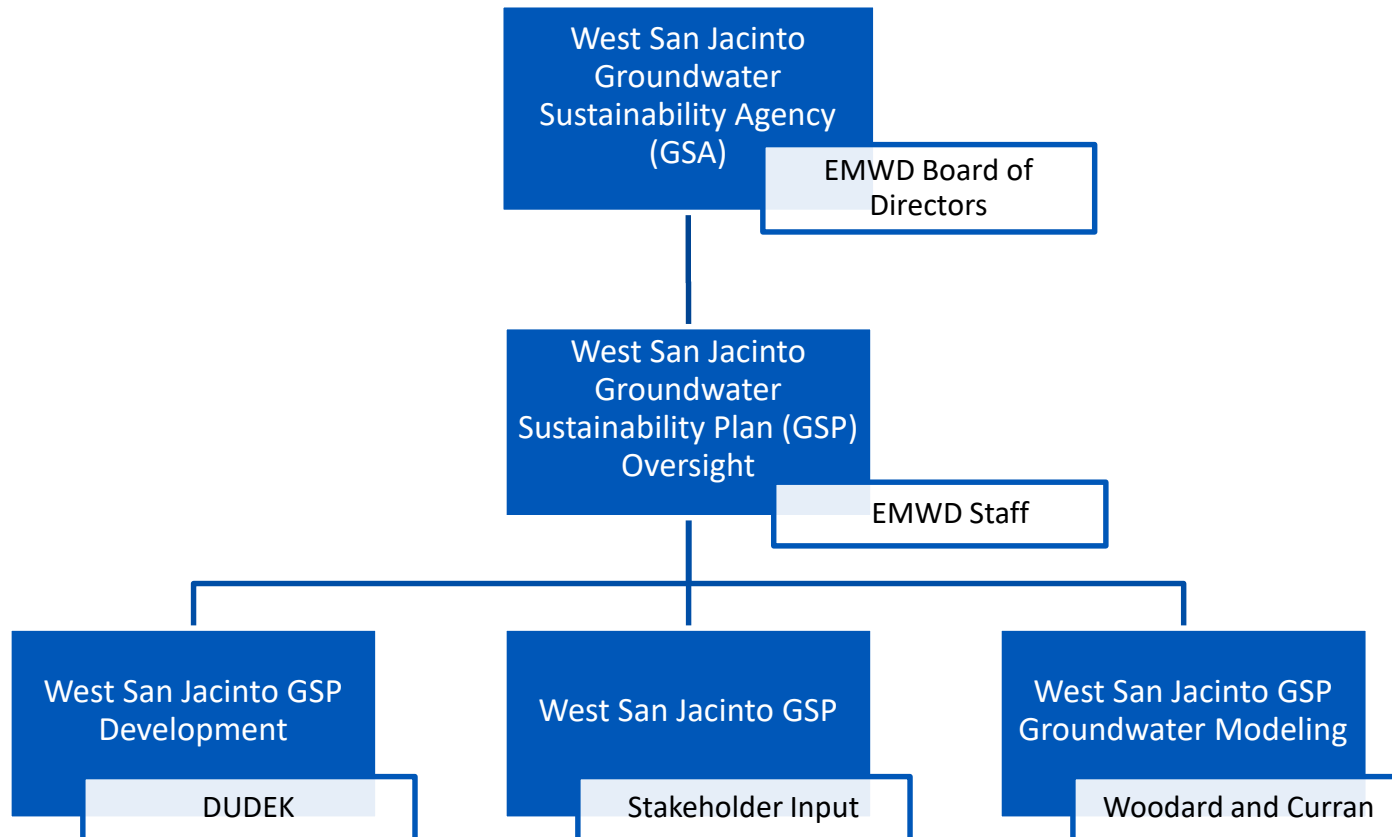 West San Jacinto
Groundwater
Sustainability Agency
(GSA)
EMWD Board of
Directors
West San Jacinto
Groundwater
Sustainability Plan (GSP)
Oversight
EMWD Staff
West San Jacinto GSP
Development
DUDEK
West San Jacinto GSP
Stakeholder Input
West San Jacinto GSP
Groundwater Modeling
Woodard and Curran